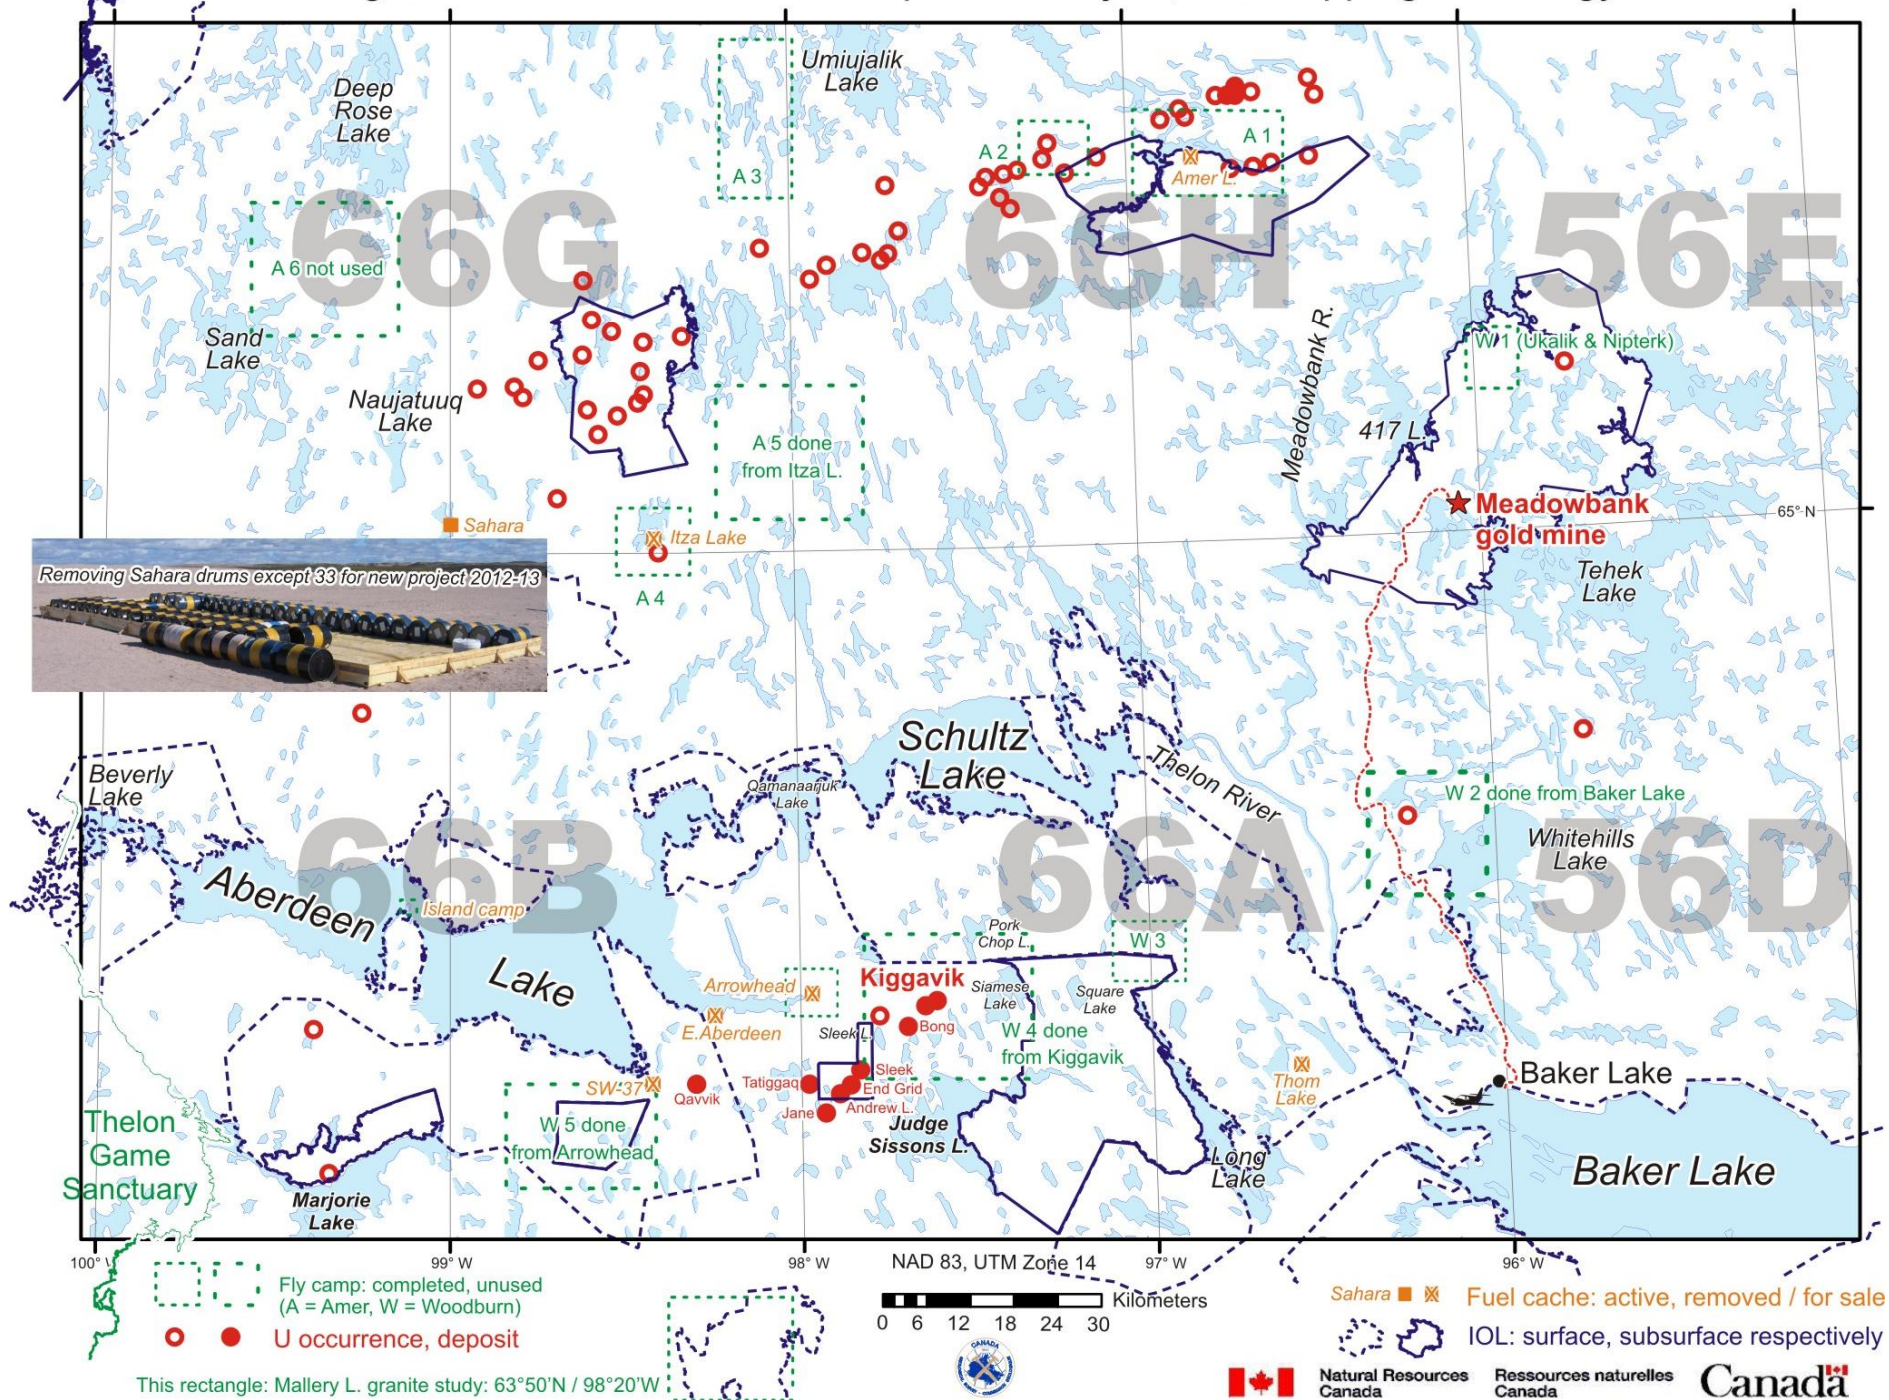 Umiujalik
Lake
Deep
Rose
Lake
A 3
A 2
A 1
Amer L.
66G
66H
56E
A 6 not used
Sand
Lake
Naujatuuq
Lake
Meadowbank R.
W 1 (Ukalik & Nipterk)
417 L.
A 5 done
from Itza L.
Meadowbank
gold mine
65° N
Sahara
Itza Lake
A 4
Removing Sahara drums except 33 for new project 2012-13
Tehek
Lake
Schultz
Lake
Thelon River
Beverly
Lake
Qamanaarjuk
Lake
W 2 done from Baker Lake
Whitehills
Lake
66B
66A
56D
Aberdeen
Lake
Island camp
Pork
Chop L.
W 3
Kiggavik
Arrowhead
Siamese
Lake
Square
Lake
E.Aberdeen
Sleek L.
Bong
W 4 done
from Kiggavik
SW-37
Qavvik
Tatiggaq
Sleek
End Grid
Andrew L.
Jane
Judge
Sissons L.
Thom
Lake
Baker Lake
W 5 done
from Arrowhead
Thelon
Game
Sanctuary
Marjorie
Lake
Long
Lake
Baker Lake
100°
99° W
98° W
NAD 83, UTM Zone 14
97° W
96° W
Fly camp: completed, unused
(A = Amer, W = Woodburn)
U occurrence, deposit
This rectangle: Mallery L. granite study: 63°50'N / 98°20'W
Kilometers
0 6 12 18 24 30
CANADA
Sahara
Fuel cache: active, removed / for sale
IOL: surface, subsurface respectively
Natural Resources
Canada
Ressources naturelles
Canada
Canada